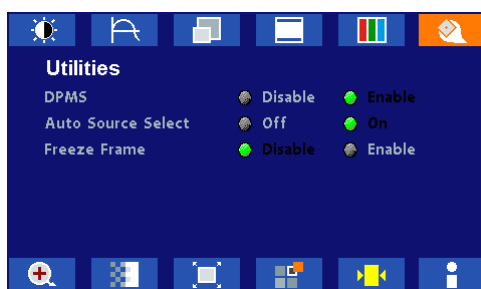 Utilities
DPMS Disable Enable
Auto Source Select Off On
Freeze Frame Disable Enable